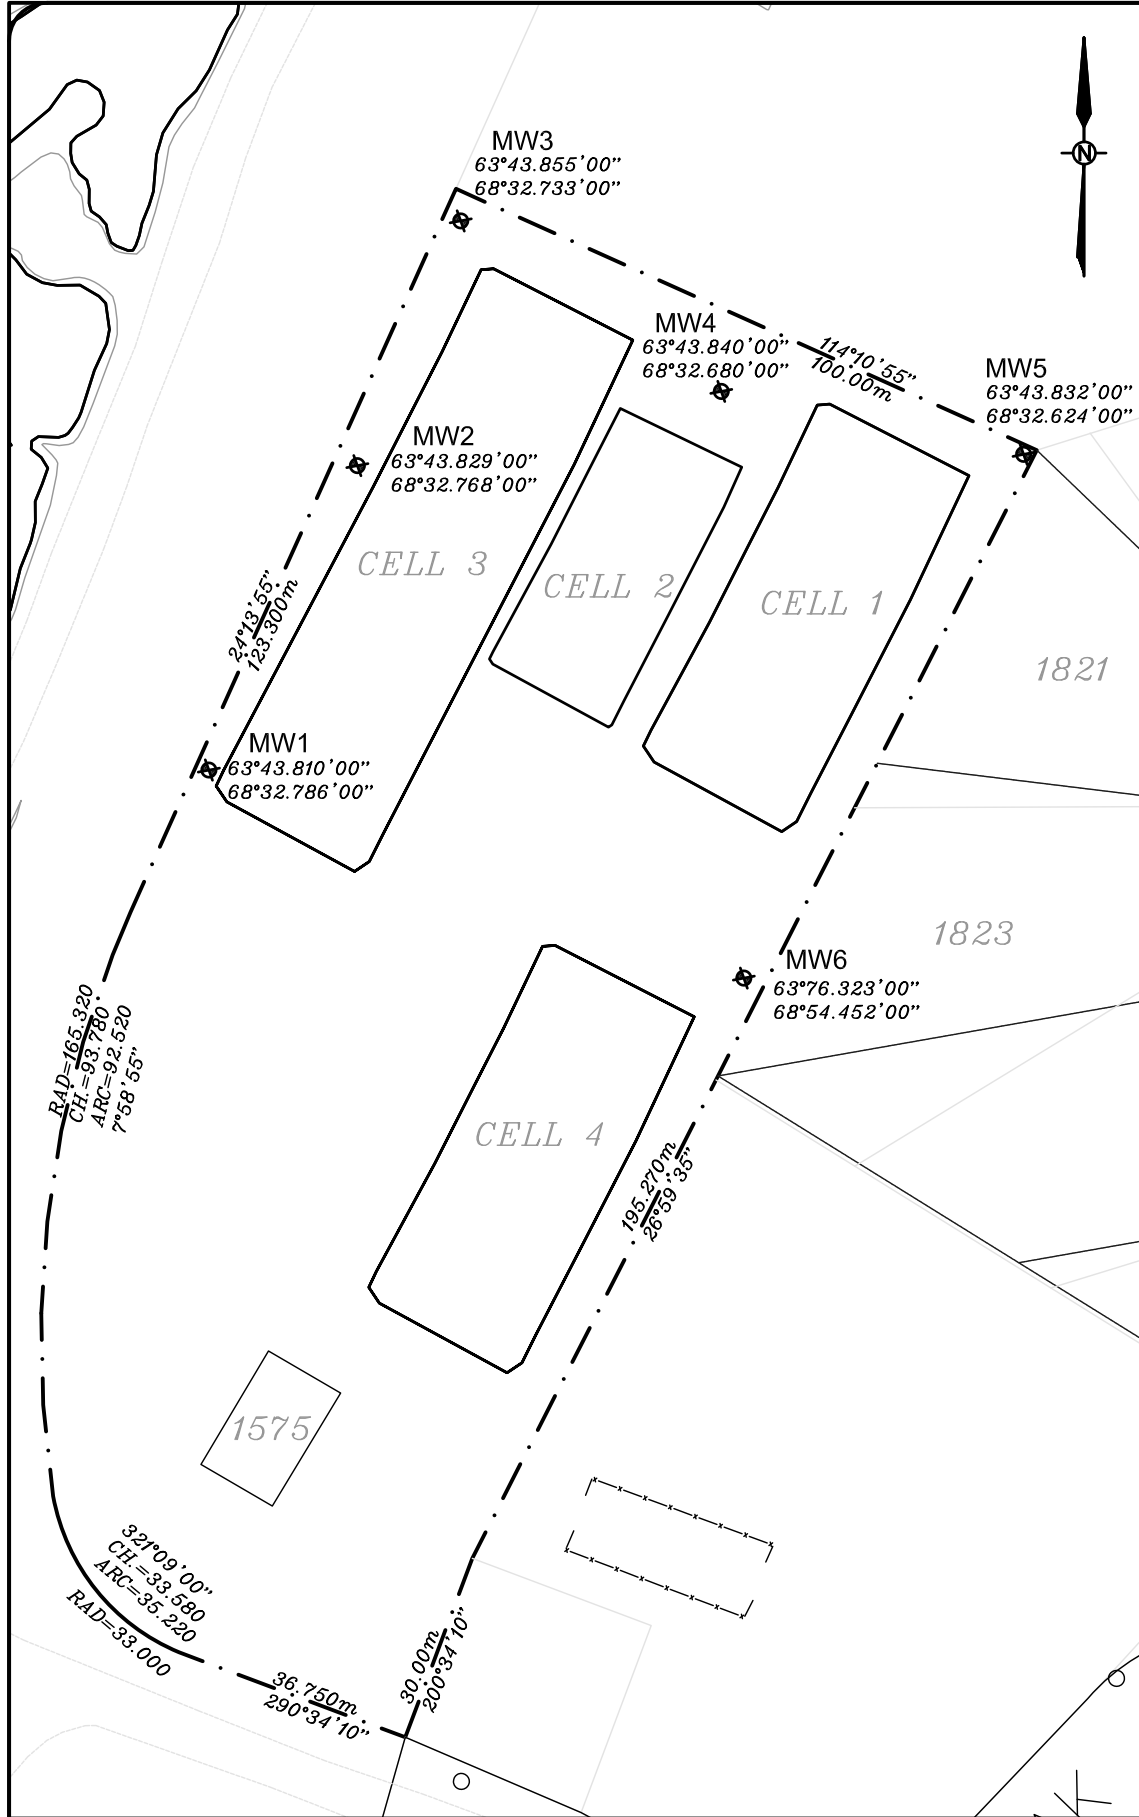 N
MW3
63°43.855'00"
68°32.733'00"
MW4
63°43.840'00"
68°32.680'00"
114°10'55"
100.00m
MW5
63°43.832'00"
68°32.624'00"
MW2
63°43.829'00"
68°32.768'00"
CELL 3
CELL 2
CELL 1
24°13'55"
123.300m
1821
MW1
63°43.810'00"
68°32.786'00"
1823
MW6
63°76.323'00"
68°54.452'00"
RAD=165.320
CH.=93.780
ARC=92.520
7°58'55"
CELL 4
195.270m
26°59'35"
1575
321°09'00"
CH.=33.580
ARC=35.220
RAD=33.000
36.750m
290°34'10"
30.00m
200°34'10"